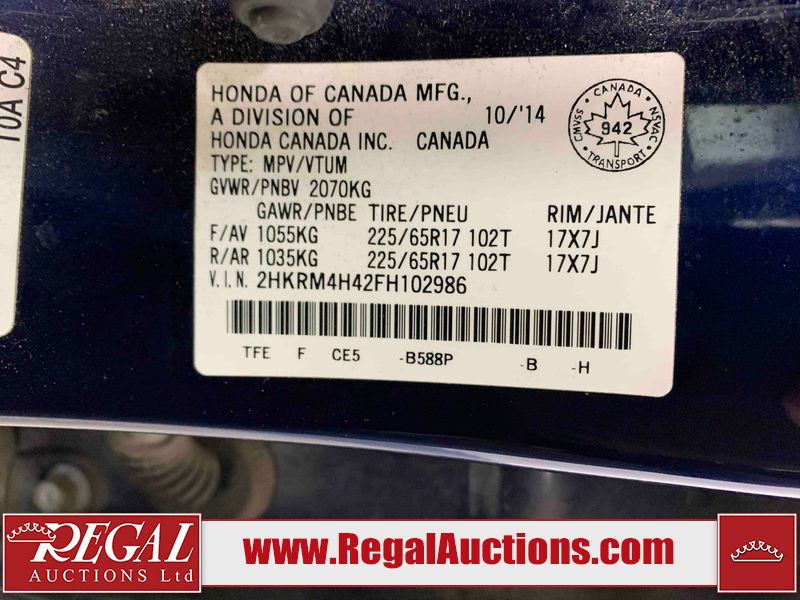 10A C4
HONDA OF CANADA MFG.,
A DIVISION OF 10/'14
HONDA CANADA INC. CANADA
TYPE: MPV/VTUM
GVWR/PNBV 2070KG
GAWR/PNBE TIRE/PNEU RIM/JANTE
F/AV 1055KG 225/65R17 102T 17X7J
R/AR 1035KG 225/65R17 102T 17X7J
V.I.N. 2HKRM4H42FH102986
TFE F CE5 -B588P -B -H
CANADA
CMVSS 942 NSVAC
TRANSPORT
REGAL
AUCTIONS Ltd
www.RegalAuctions.com